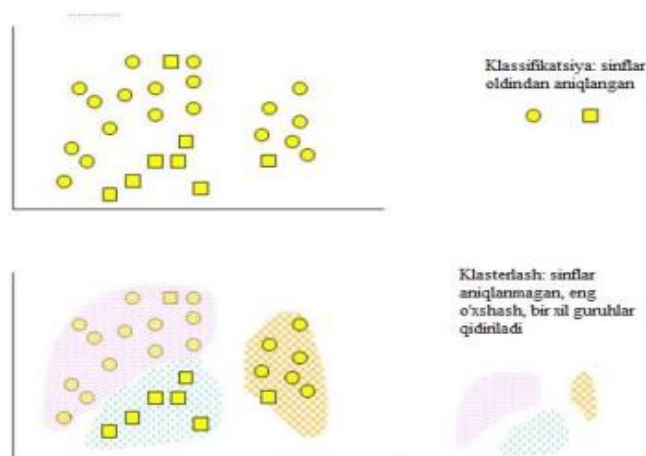 Klassifikatsiya: sinflar
oldindan aniqlangan
Klasterlash: sinflar
aniqlanmagan, eng
o'xshash, bir xil guruhlar
qidiriladi